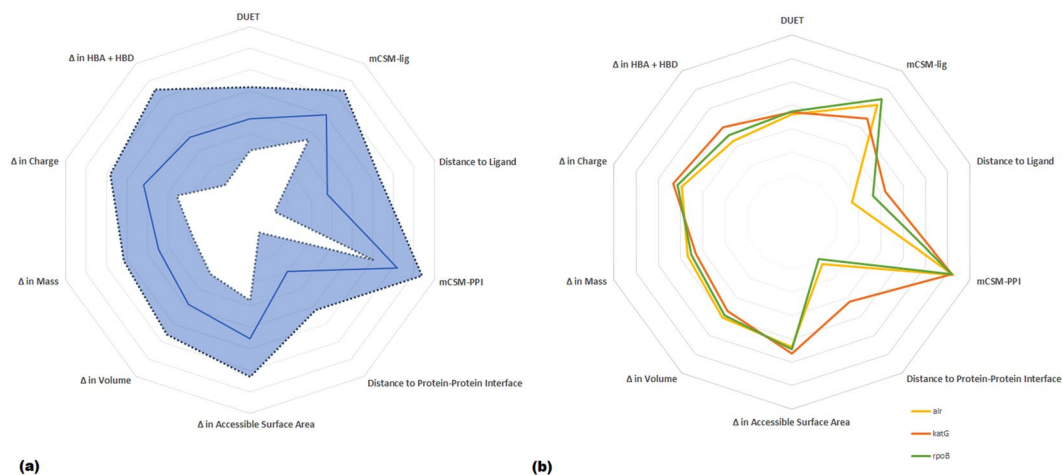 DUET
Δ in HBA + HBD
mCSM-lig
Δ in Charge
Distance to Ligand
Δ in Mass
mCSM-PPI
Δ in Volume
Distance to Protein-Protein Interface
Δ in Accessible Surface Area
(a)
DUET
Δ in HBA + HBD
mCSM-lig
Δ in Charge
Distance to Ligand
Δ in Mass
mCSM-PPI
Δ in Volume
Distance to Protein-Protein Interface
Δ in Accessible Surface Area
alr
katG
rpoB
(b)